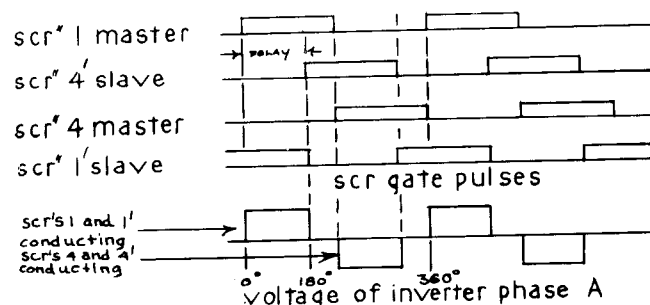 scr" 1 master
DELAY
scr" 4' slave
scr" 4 master
scr" 1' slave
scr gate pulses
scr's 1 and 1'
conducting
scr's 4 and 4'
conducting
0° 180° 360°
voltage of inverter phase A